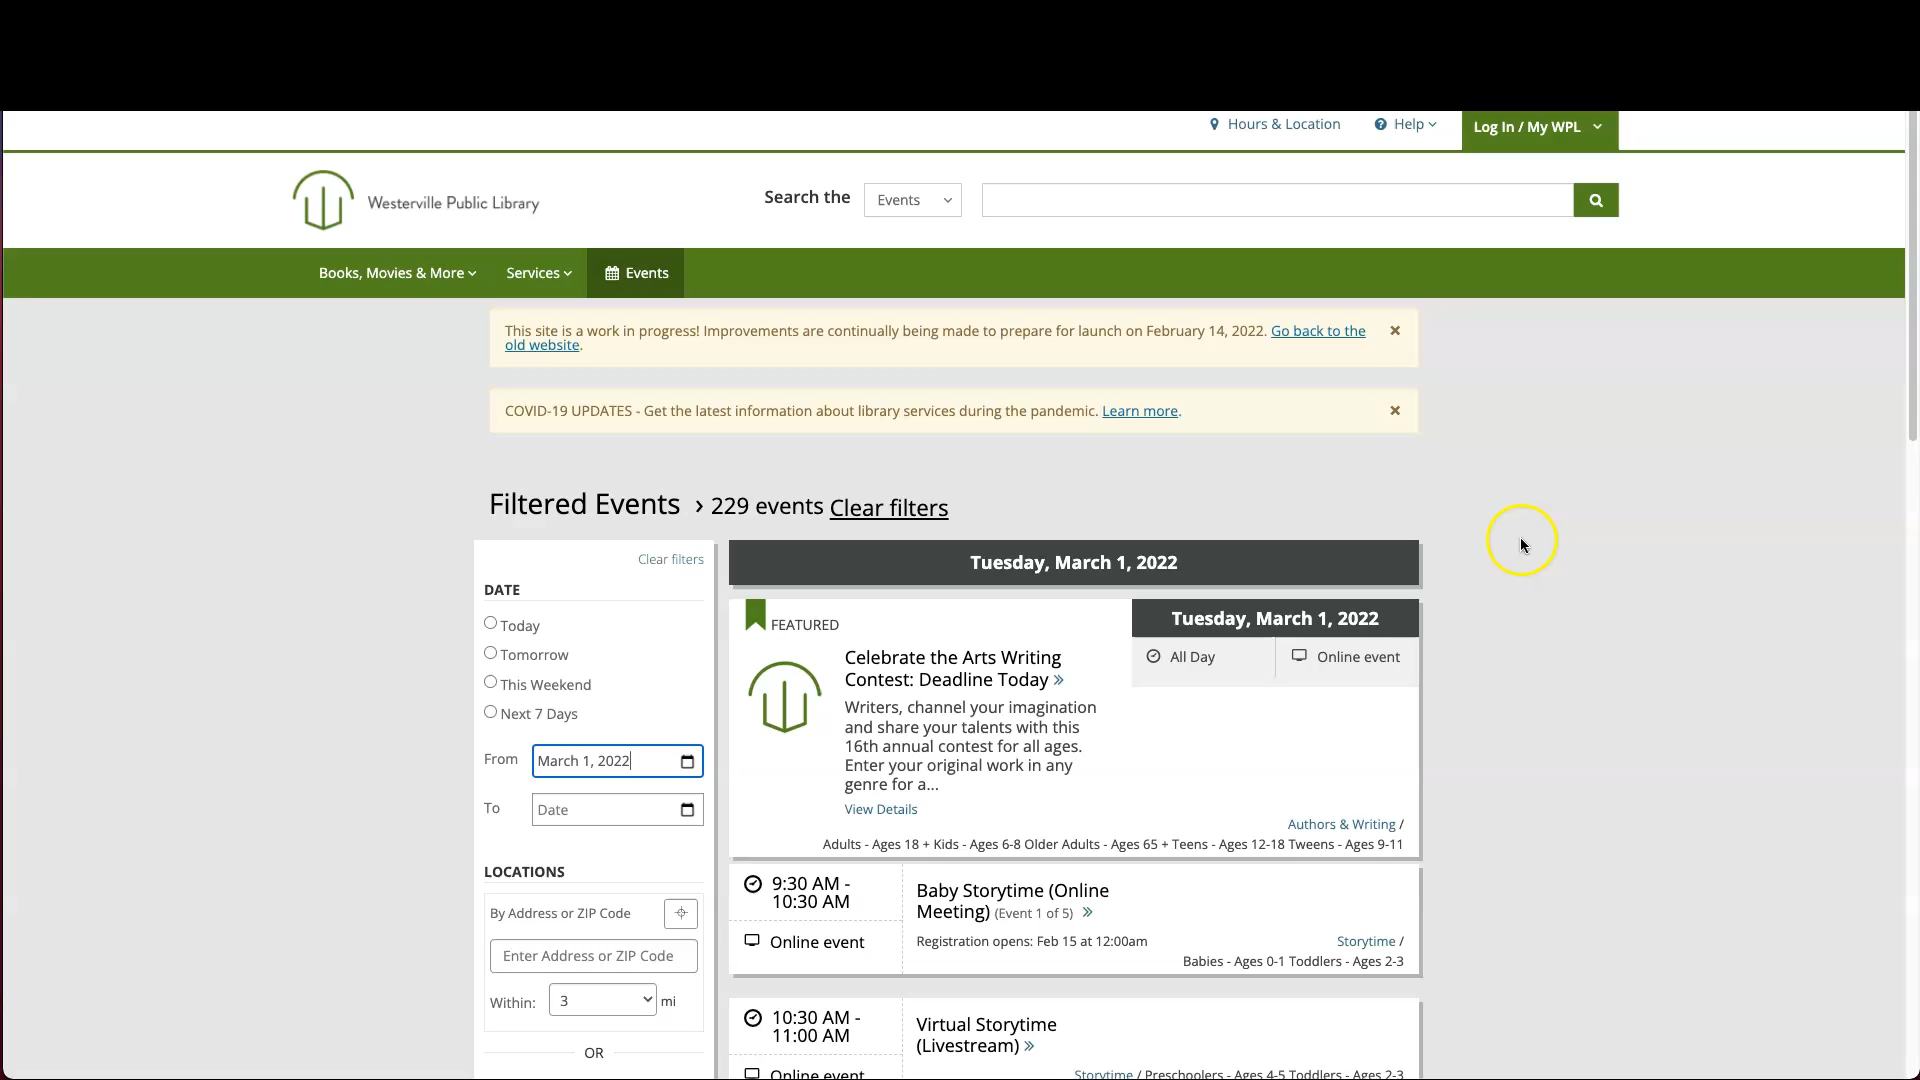 Hours & Location
Help
Log In / My WPL
Westerville Public Library
Search the
Events
Books, Movies & More
Services
Events
This site is a work in progress! Improvements are continually being made to prepare for launch on February 14, 2022. Go back to the
old website.
COVID-19 UPDATES - Get the latest information about library services during the pandemic. Learn more.
Filtered Events › 229 events Clear filters
Clear filters
DATE
Today
Tomorrow
This Weekend
Next 7 Days
From March 1, 2022
To Date
LOCATIONS
By Address or ZIP Code
Enter Address or ZIP Code
Within: 3 mi
OR
Tuesday, March 1, 2022
FEATURED
Tuesday, March 1, 2022
All Day
Online event
Celebrate the Arts Writing
Contest: Deadline Today »
Writers, channel your imagination
and share your talents with this
16th annual contest for all ages.
Enter your original work in any
genre for a...
View Details
Authors & Writing /
Adults - Ages 18 + Kids - Ages 6-8 Older Adults - Ages 65 + Teens - Ages 12-18 Tweens - Ages 9-11
9:30 AM -
10:30 AM
Online event
Baby Storytime (Online
Meeting) (Event 1 of 5) »
Registration opens: Feb 15 at 12:00am
Storytime /
Babies - Ages 0-1 Toddlers - Ages 2-3
10:30 AM -
11:00 AM
Online event
Virtual Storytime
(Livestream) »
Storytime / Preschoolers - Ages 4-5 Toddlers - Ages 2-3